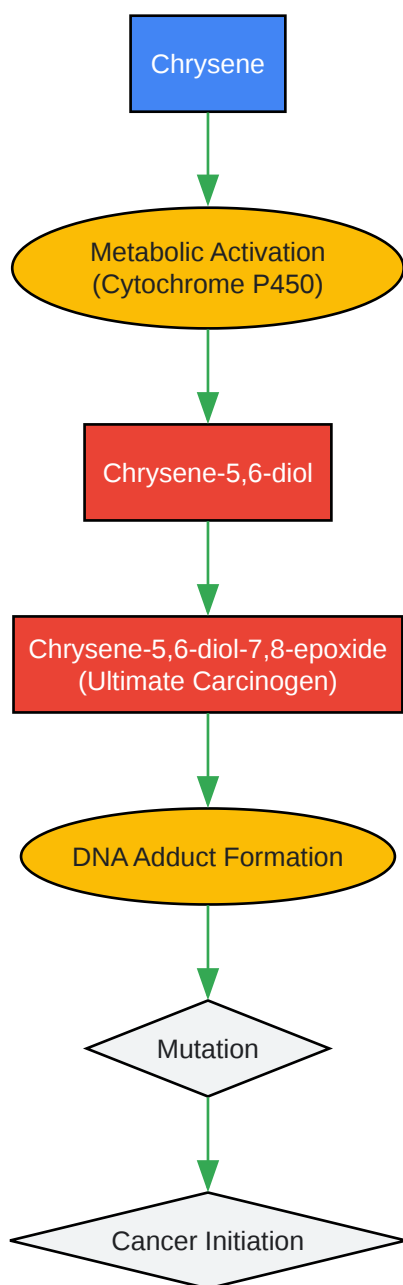 Chrysene
Metabolic Activation
(Cytochrome P450)
Chrysene-5,6-diol
Chrysene-5,6-diol-7,8-epoxide
(Ultimate Carcinogen)
DNA Adduct Formation
Mutation
Cancer Initiation